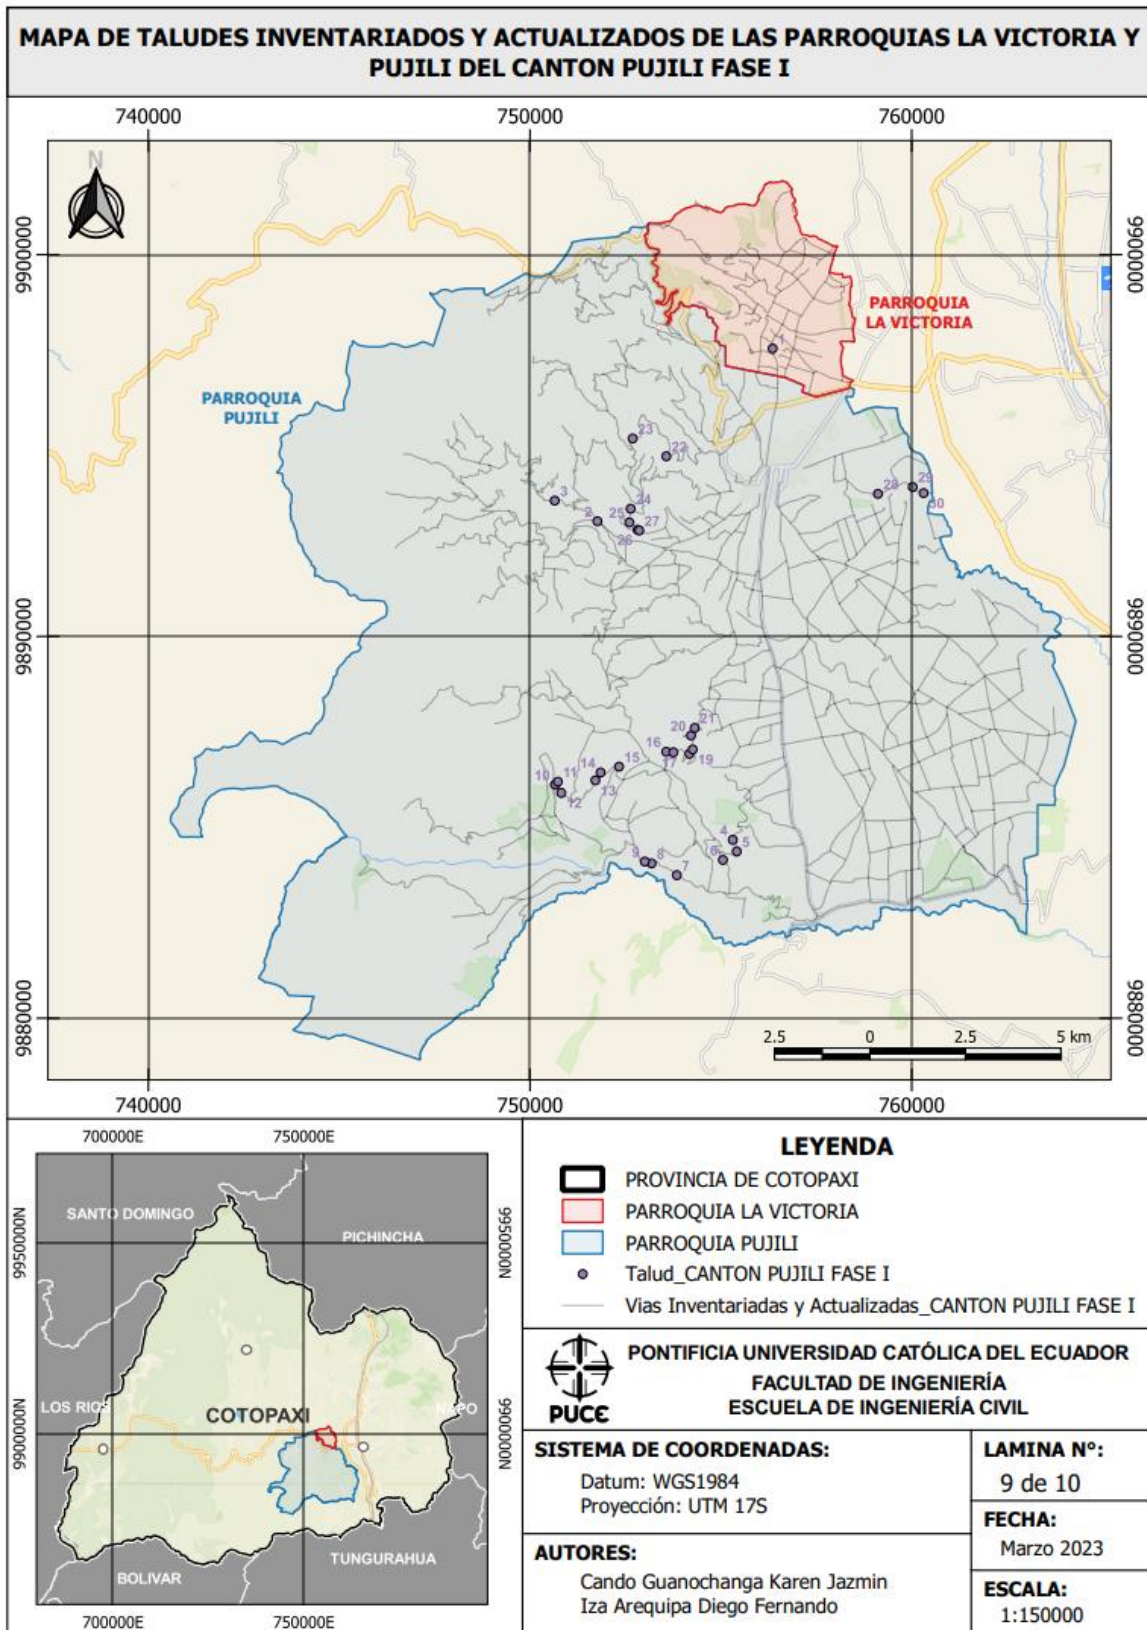 MAPA DE TALUDES INVENTARIADOS Y ACTUALIZADOS DE LAS PARROQUIAS LA VICTORIA Y
PUJILI DEL CANTON PUJILI FASE I
740000
750000
760000
N
9900000
9900000
PARROQUIA
LA VICTORIA
1
PARROQUIA
PUJILI
23
22
3
24
2
25
27
26
28
29
30
9890000
9890000
21
20
16
17
19
15
14
13
10
11
12
4
5
6
9
8
7
9880000
9880000
2.5
0
2.5
5 km
740000
750000
760000
700000E
750000E
SANTO DOMINGO
PICHINCHA
9950000N
9950000N
LOS RIOS
COTOPAXI
NAPO
9900000N
9900000N
BOLIVAR
TUNGURAHUA
700000E
750000E
LEYENDA
PROVINCIA DE COTOPAXI
PARROQUIA LA VICTORIA
PARROQUIA PUJILI
Talud_CANTON PUJILI FASE I
Vias Inventariadas y Actualizadas_CANTON PUJILI FASE I
PUCE
PONTIFICIA UNIVERSIDAD CATÓLICA DEL ECUADOR
FACULTAD DE INGENIERÍA
ESCUELA DE INGENIERÍA CIVIL
SISTEMA DE COORDENADAS:
Datum: WGS1984
Proyección: UTM 17S
LAMINA N°:
9 de 10
FECHA:
Marzo 2023
AUTORES:
Cando Guanochanga Karen Jazmin
Iza Arequipa Diego Fernando
ESCALA:
1:150000